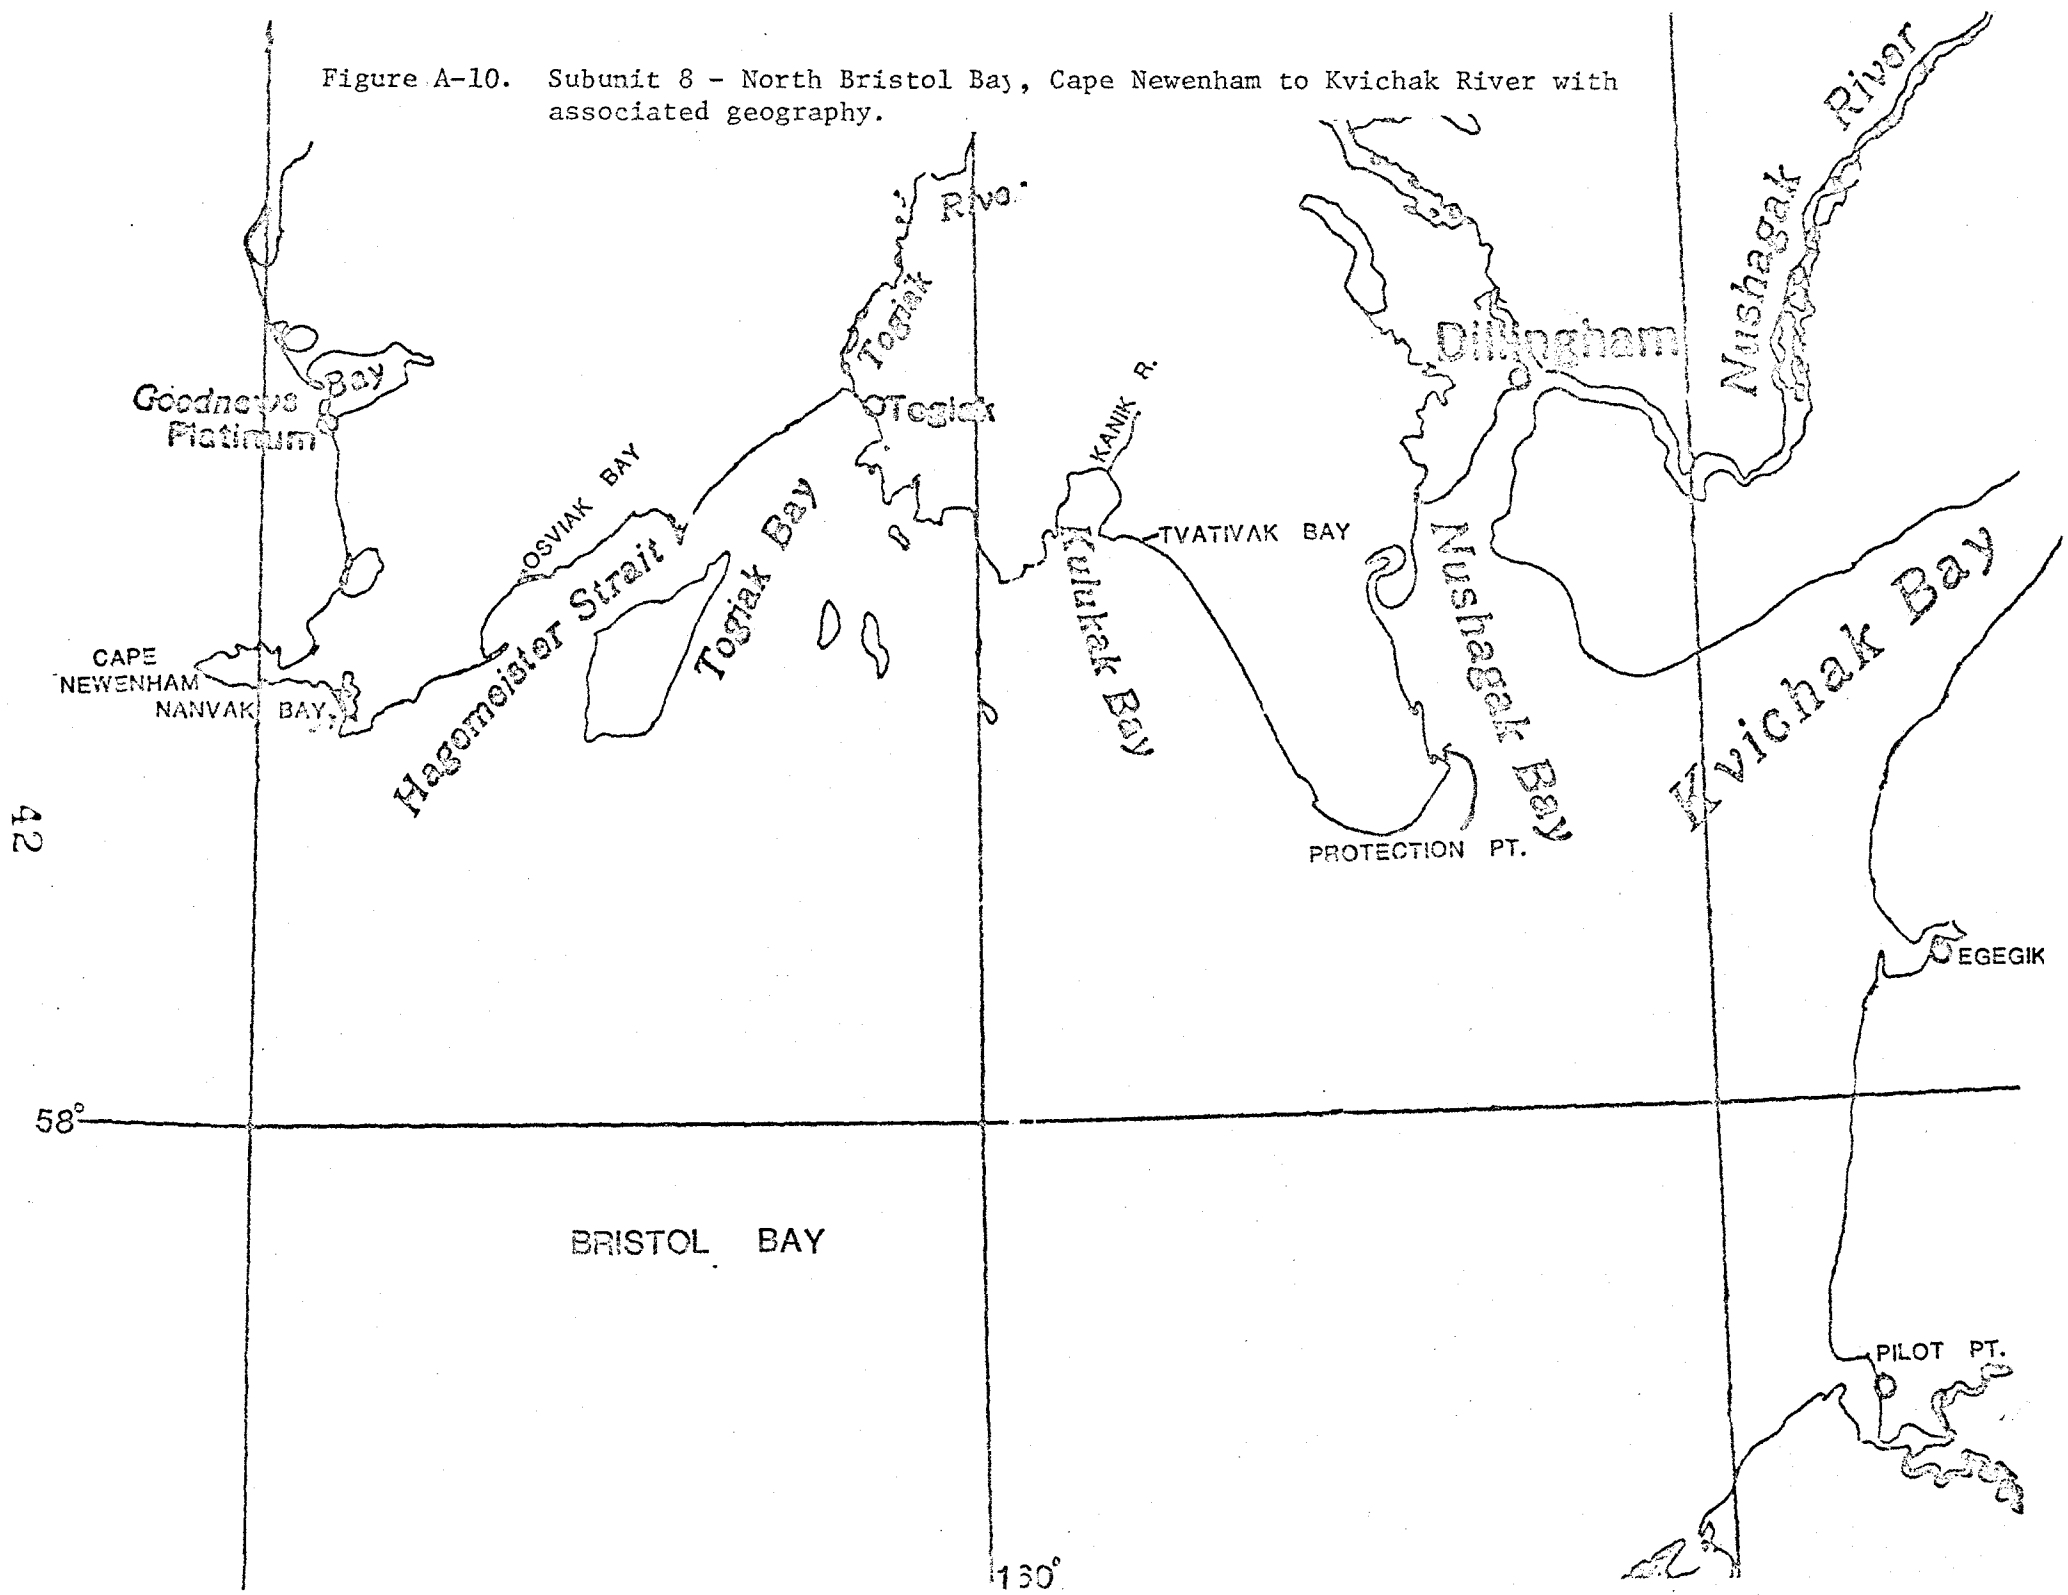 Figure A-10. Subunit 8 - North Bristol Bay, Cape Newenham to Kvichak River with
associated geography.
Nushagak River
Togiak River
Dillingham
Goodnews Bay
Platinum
Togiak
KANIK R.
OSVIAK BAY
TVATIVAK BAY
Hagomeister Strait
Togiak Bay
Kulukak Bay
Nushagak Bay
Kvichak Bay
CAPE
NEWENHAM
NANVAK BAY
42
PROTECTION PT.
EGEGIK
58°
BRISTOL BAY
PILOT PT.
160°